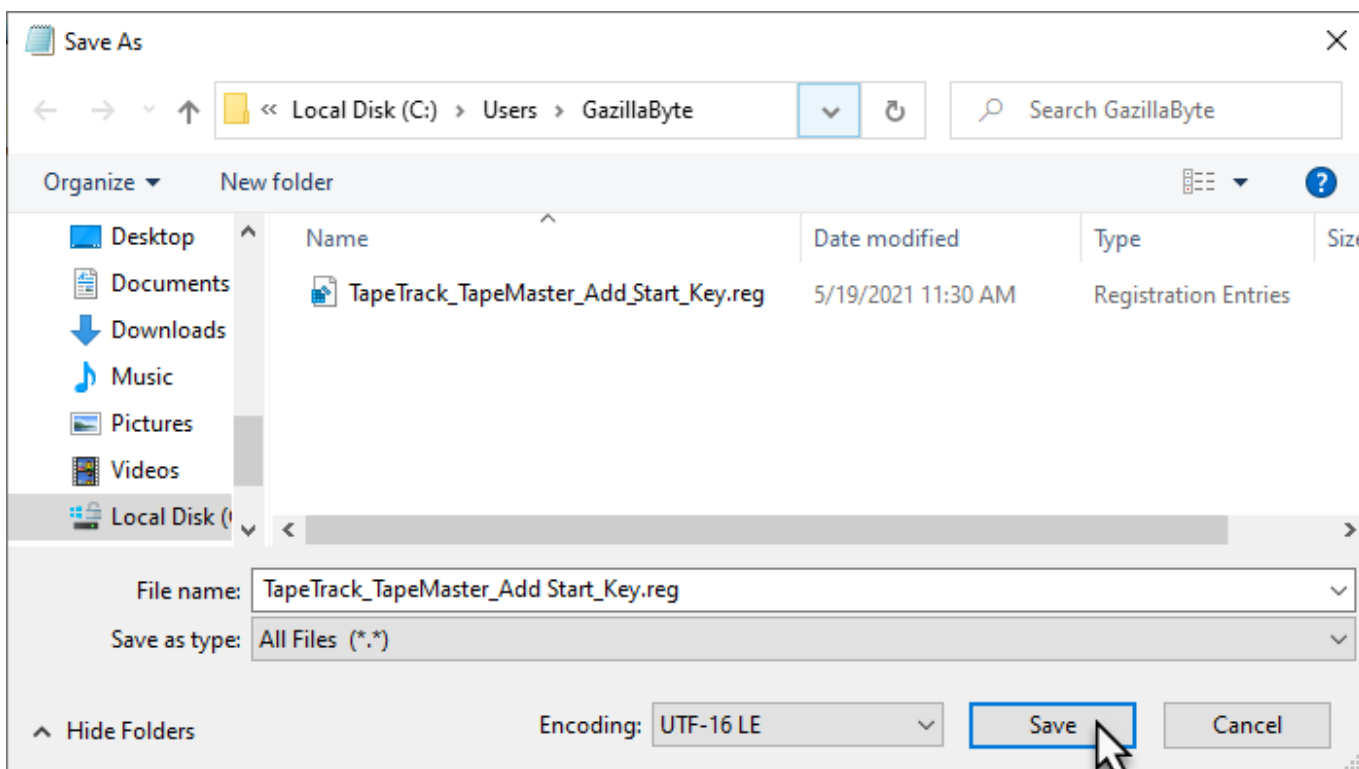 Save As
« Local Disk (C:) > Users > GazillaByte
Search GazillaByte
Organize
New folder
Name
Date modified
Type
Size
Desktop
Documents
Downloads
Music
Pictures
Videos
Local Disk (
TapeTrack_TapeMaster_Add_Start_Key.reg
5/19/2021 11:30 AM
Registration Entries
File name:
TapeTrack_TapeMaster_Add Start_Key.reg
Save as type:
All Files (*.*)
Hide Folders
Encoding:
UTF-16 LE
Save
Cancel